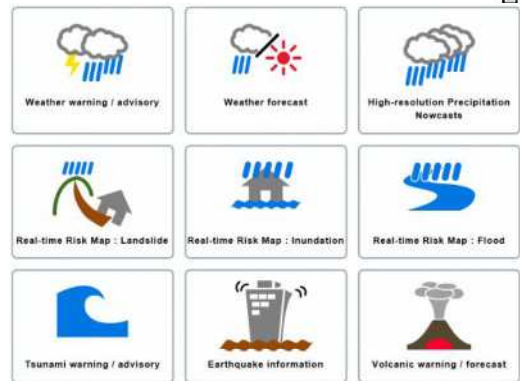 Weather warning / advisory
Weather forecast
High-resolution Precipitation
Nowcasts
Real-time Risk Map : Landslide
Real-time Risk Map : Inundation
Real-time Risk Map : Flood
Tsunami warning / advisory
Earthquake information
Volcanic warning / forecast